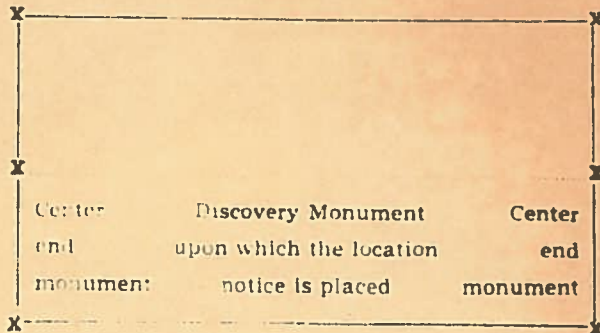 X X
X X
Center Discovery Monument Center
end upon which the location end
monument notice is placed monument
X X